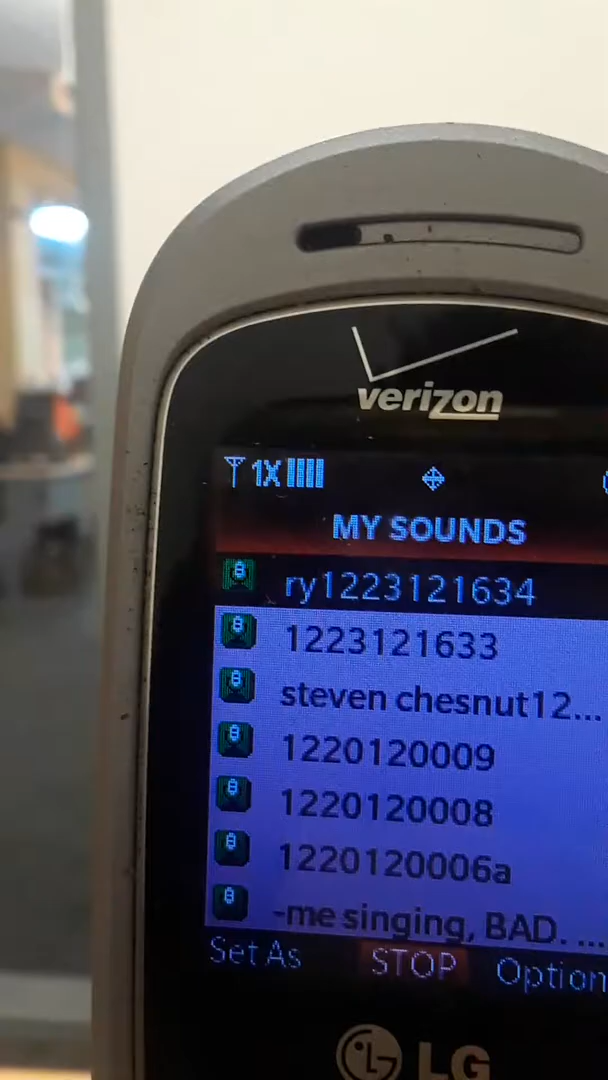 verizon
1X
MY SOUNDS
ry1223121634
1223121633
steven chesnut12...
1220120009
1220120008
1220120006a
-me singing, BAD. ...
Set As STOP Option
LG LG